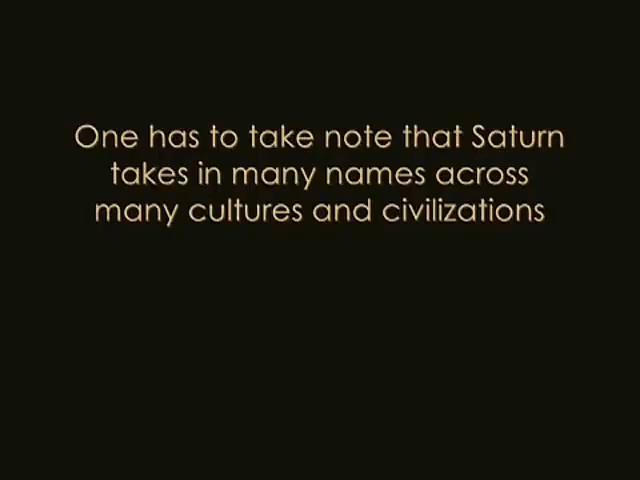 One has to take note that Saturn
takes in many names across
many cultures and civilizations